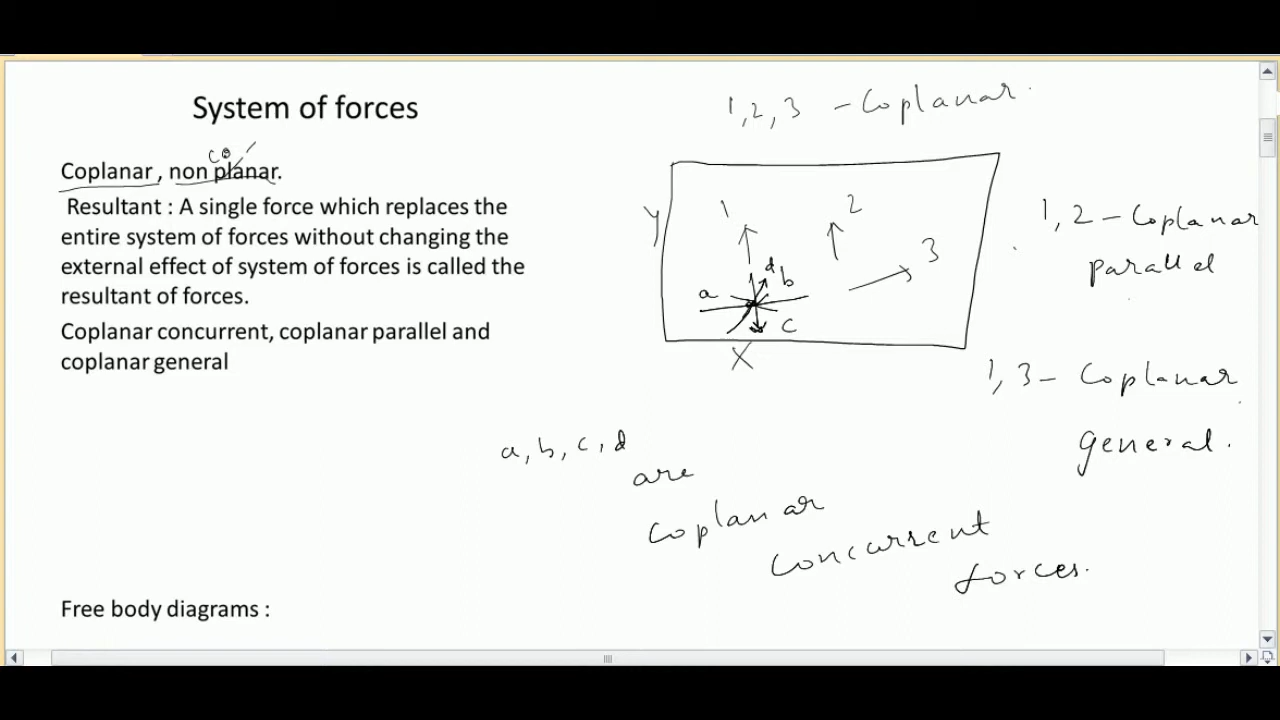 System of forces
1, 2, 3 - Coplanar.
co
Coplanar , non planar.
Resultant : A single force which replaces the
entire system of forces without changing the
external effect of system of forces is called the
resultant of forces.
Coplanar concurrent, coplanar parallel and
coplanar general
Y
1
2
3
a
d
b
c
X
1, 2 - Coplanar
parallel
1, 3 - Coplanar
general.
a, b, c, d
are
Coplanar
Concurrent
forces.
Free body diagrams :